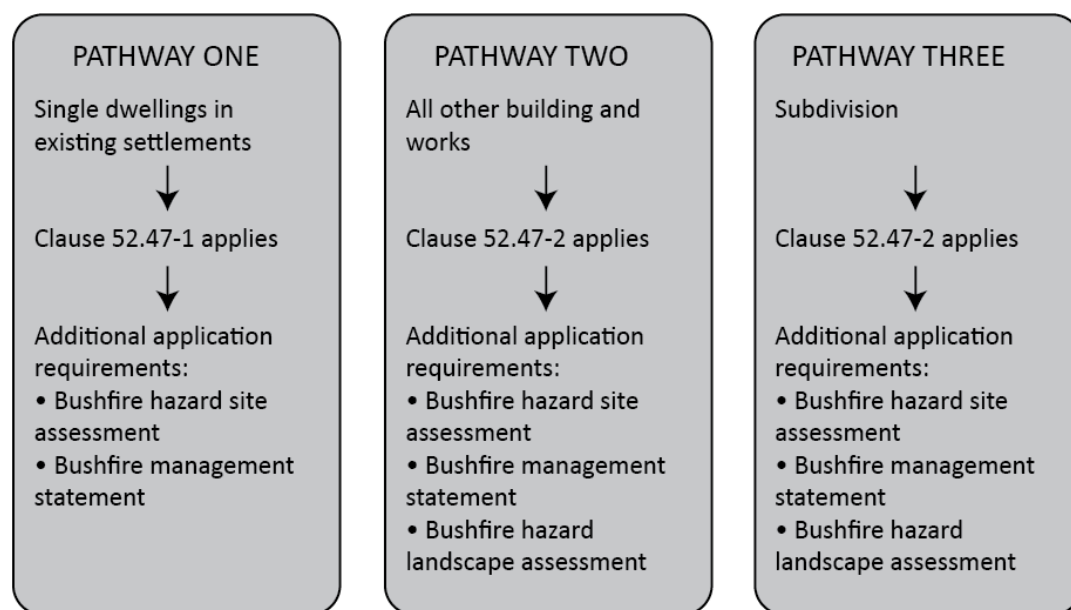 PATHWAY ONE
Single dwellings in
existing settlements
Clause 52.47-1 applies
Additional application
requirements:
• Bushfire hazard site
assessment
• Bushfire management
statement
PATHWAY TWO
All other building and
works
Clause 52.47-2 applies
Additional application
requirements:
• Bushfire hazard site
assessment
• Bushfire management
statement
• Bushfire hazard
landscape assessment
PATHWAY THREE
Subdivision
Clause 52.47-2 applies
Additional application
requirements:
• Bushfire hazard site
assessment
• Bushfire management
statement
• Bushfire hazard
landscape assessment